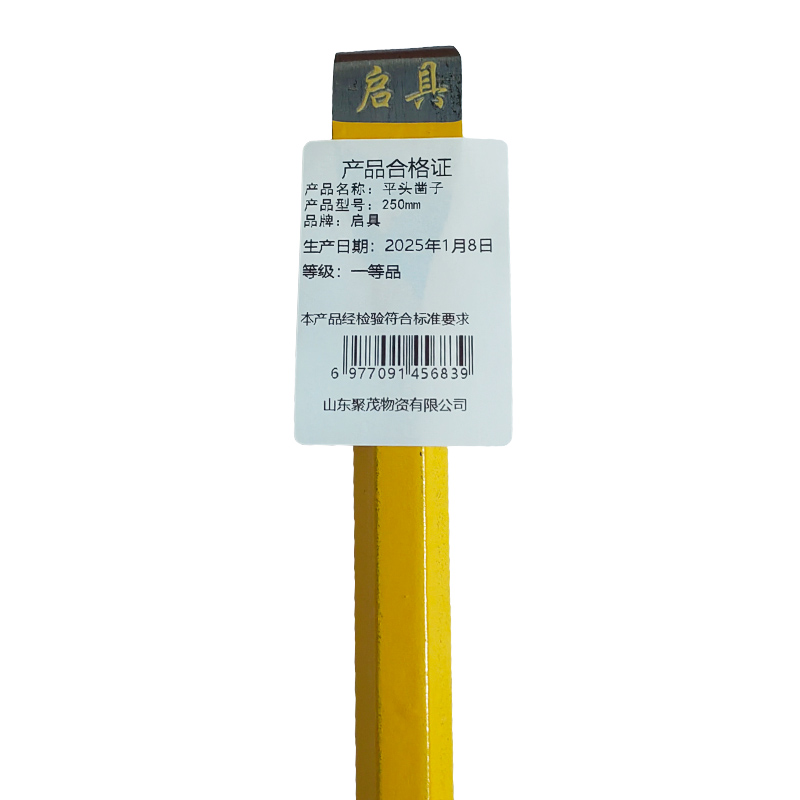 启具
产品合格证
产品名称：平头凿子
产品型号：250mm
品牌：启具
生产日期：2025年1月8日
等级：一等品
本产品经检验符合标准要求
6 977091 456839
山东聚茂物资有限公司